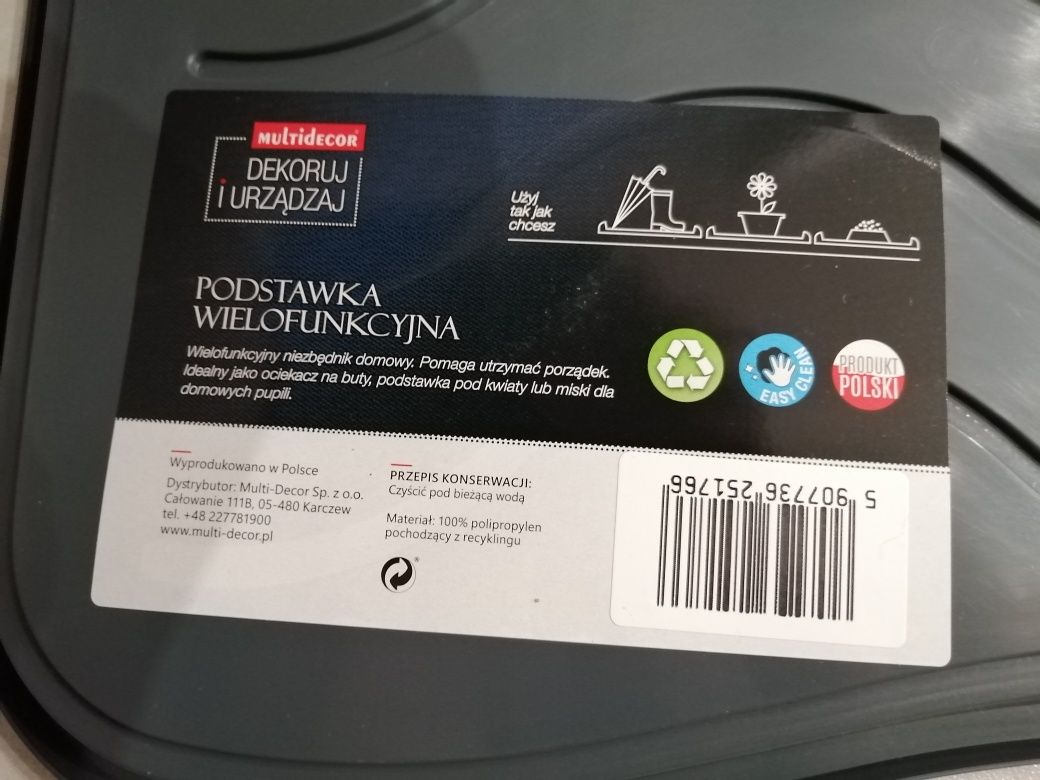 MULTIDECOR®
DEKORUJ
I URZĄDZAJ
Użyj
tak jak
chcesz
PODSTAWKA
WIELOFUNKCYJNA
Wielofunkcyjny niezbędnik domowy. Pomaga utrzymać porządek.
Idealny jako ociekacz na buty, podstawka pod kwiaty lub miski dla
domowych pupili.
EASY CLEAN
PRODUKT
POLSKI
Wyprodukowano w Polsce
Dystrybutor: Multi-Decor Sp. z o.o.
Całowanie 111B, 05-480 Karczew
tel. +48 227781900
www.multi-decor.pl
PRZEPIS KONSERWACJI:
Czyścić pod bieżącą wodą
Materiał: 100% polipropylen
pochodzący z recyklingu
5 907736 251766